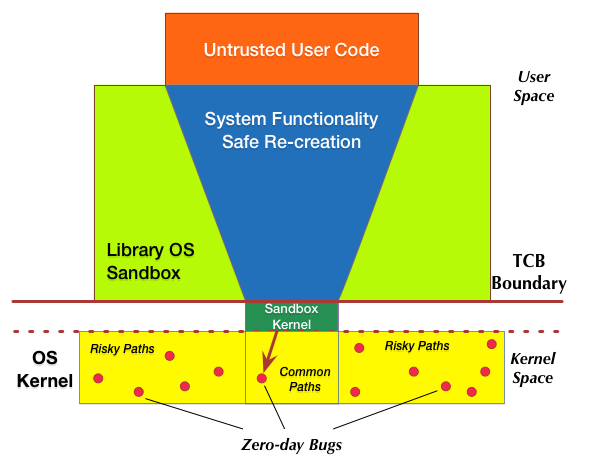 Untrusted User Code
User
Space
System Functionality
Safe Re-creation
Library OS
Sandbox
TCB
Boundary
Sandbox
Kernel
OS
Kernel
Risky Paths
Common
Paths
Risky Paths
Kernel
Space
Zero-day Bugs